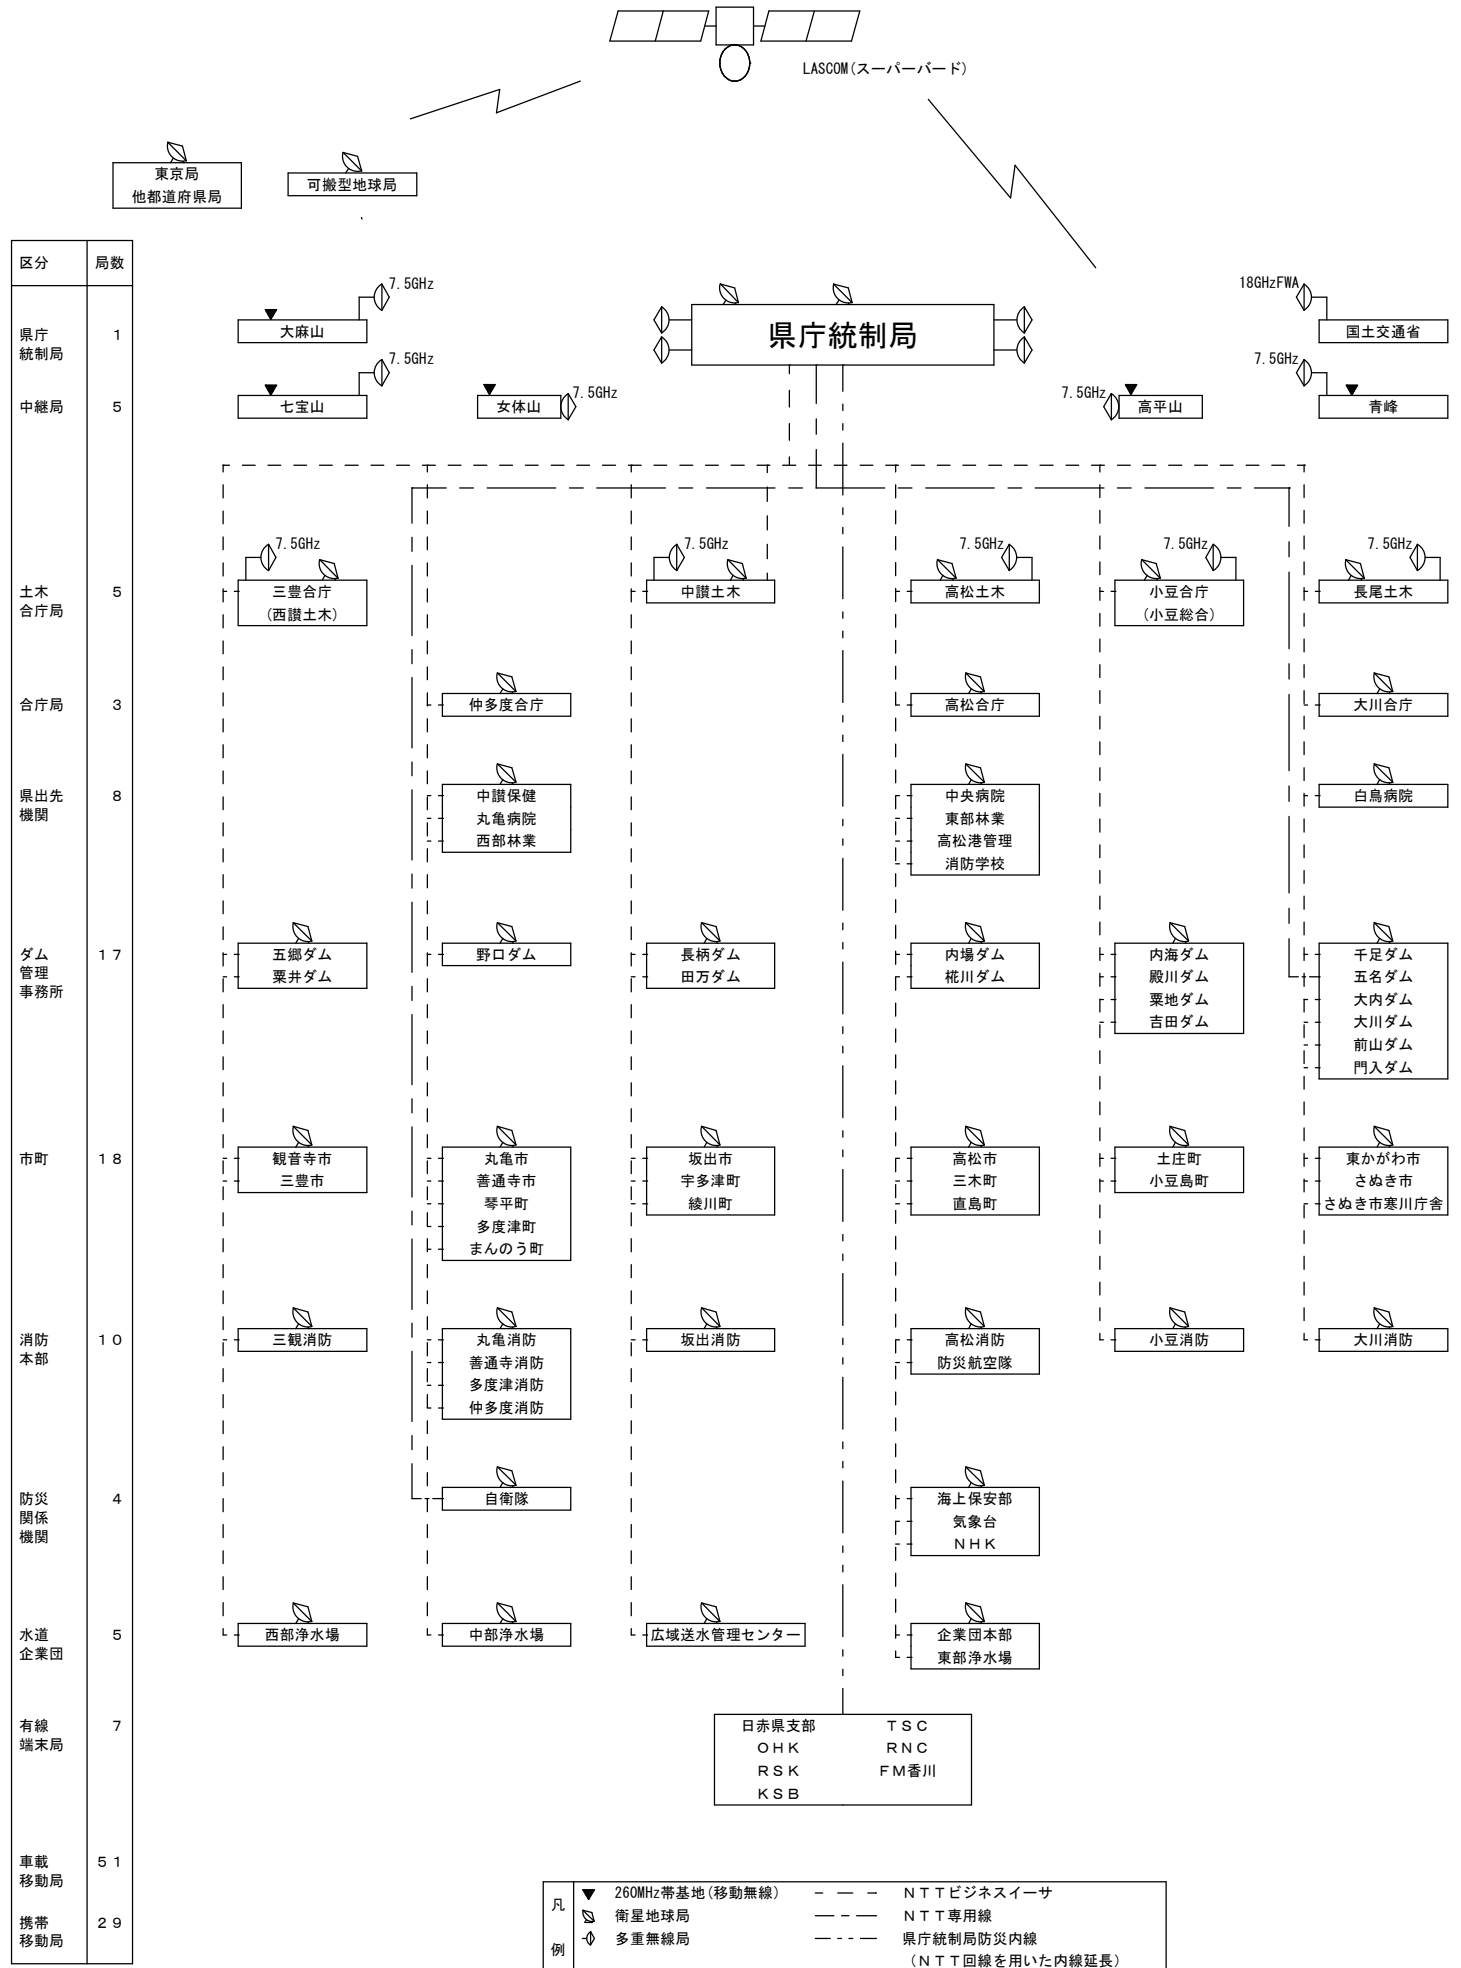 LASCOM(スーパーバード)
東京局
他都道府県局
可搬型地球局
区分 局数
7.5GHz
18GHzFWA
県庁
統制局
1
大麻山
県庁統制局
国土交通省
7.5GHz
7.5GHz
7.5GHz
7.5GHz
中継局 5
七宝山
女体山
高平山
青峰
7.5GHz
7.5GHz
7.5GHz
7.5GHz
7.5GHz
土木
合庁局
5
三豊合庁
(西讃土木)
中讃土木
高松土木
小豆合庁
(小豆総合)
長尾土木
合庁局 3
仲多度合庁
高松合庁
大川合庁
県出先
機関
8
中讃保健
丸亀病院
西部林業
中央病院
東部林業
高松港管理
消防学校
白鳥病院
ダム
管理
事務所
17
五郷ダム
粟井ダム
野口ダム
長柄ダム
田万ダム
内場ダム
椛川ダム
内海ダム
殿川ダム
粟地ダム
吉田ダム
千足ダム
五名ダム
大内ダム
大川ダム
前山ダム
門入ダム
市町 18
観音寺市
三豊市
丸亀市
善通寺市
琴平町
多度津町
まんのう町
坂出市
宇多津町
綾川町
高松市
三木町
直島町
土庄町
小豆島町
東かがわ市
さぬき市
さぬき市寒川庁舎
消防
本部
10
三観消防
丸亀消防
善通寺消防
多度津消防
仲多度消防
坂出消防
高松消防
防災航空隊
小豆消防
大川消防
防災
関係
機関
4
自衛隊
海上保安部
気象台
NHK
水道
企業団
5
西部浄水場
中部浄水場
広域送水管理センター
企業団本部
東部浄水場
有線
端末局
7
日赤県支部 TSC
OHK RNC
RSK FM香川
KSB
車載
移動局
51
携帯
移動局
29
凡例
260MHz帯基地(移動無線) NTTビジネスイーサ
衛星地球局 NTT専用線
多重無線局 県庁統制局防災内線
(NTT回線を用いた内線延長)